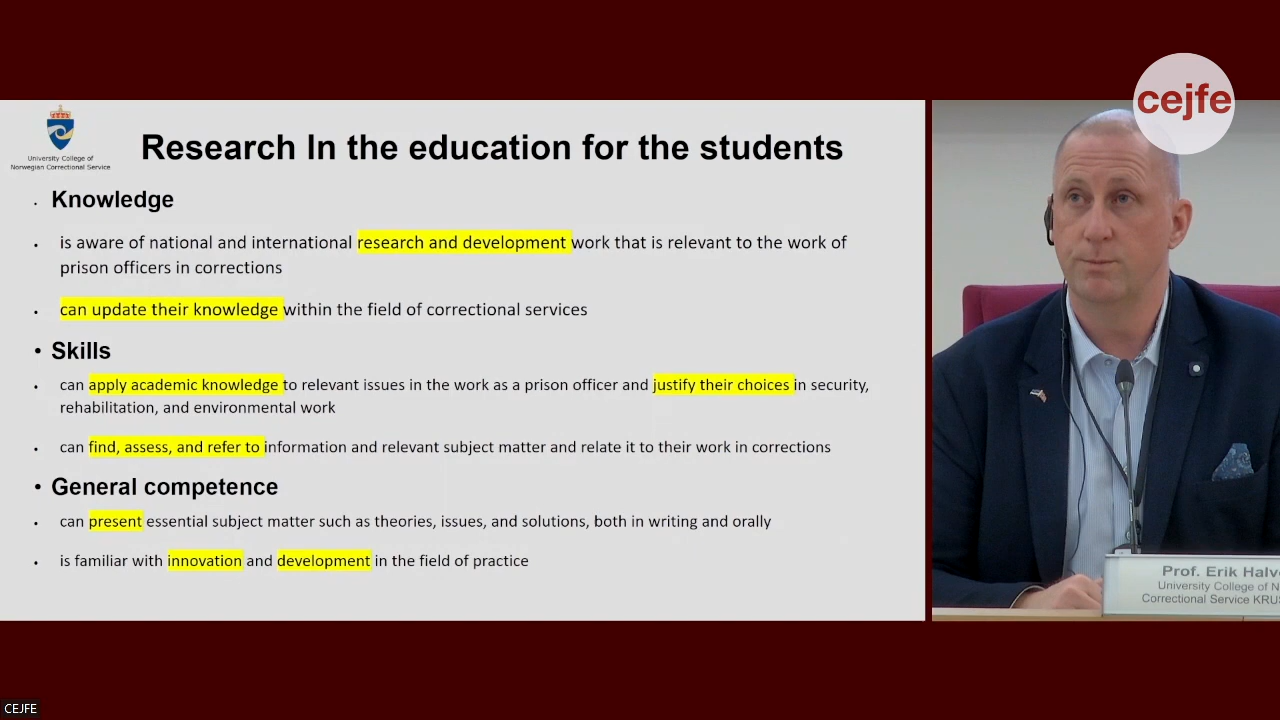 cejfe
University College of
Norwegian Correctional Service
Research In the education for the students
• Knowledge
• is aware of national and international research and development work that is relevant to the work of
prison officers in corrections
• can update their knowledge within the field of correctional services
• Skills
• can apply academic knowledge to relevant issues in the work as a prison officer and justify their choices in security,
rehabilitation, and environmental work
• can find, assess, and refer to information and relevant subject matter and relate it to their work in corrections
• General competence
• can present essential subject matter such as theories, issues, and solutions, both in writing and orally
• is familiar with innovation and development in the field of practice
Prof. Erik
University College of
Correctional Service
CEJFE